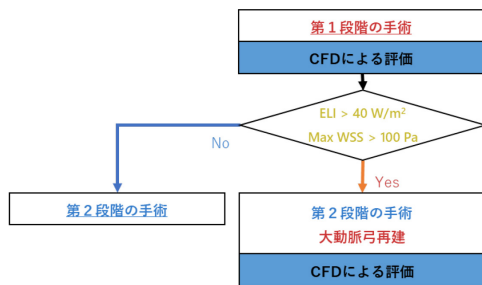 第1段階の手術
CFDによる評価
ELI > 40 W/m²
Max WSS > 100 Pa
No
Yes
第2段階の手術
第2段階の手術
大動脈弓再建
CFDによる評価